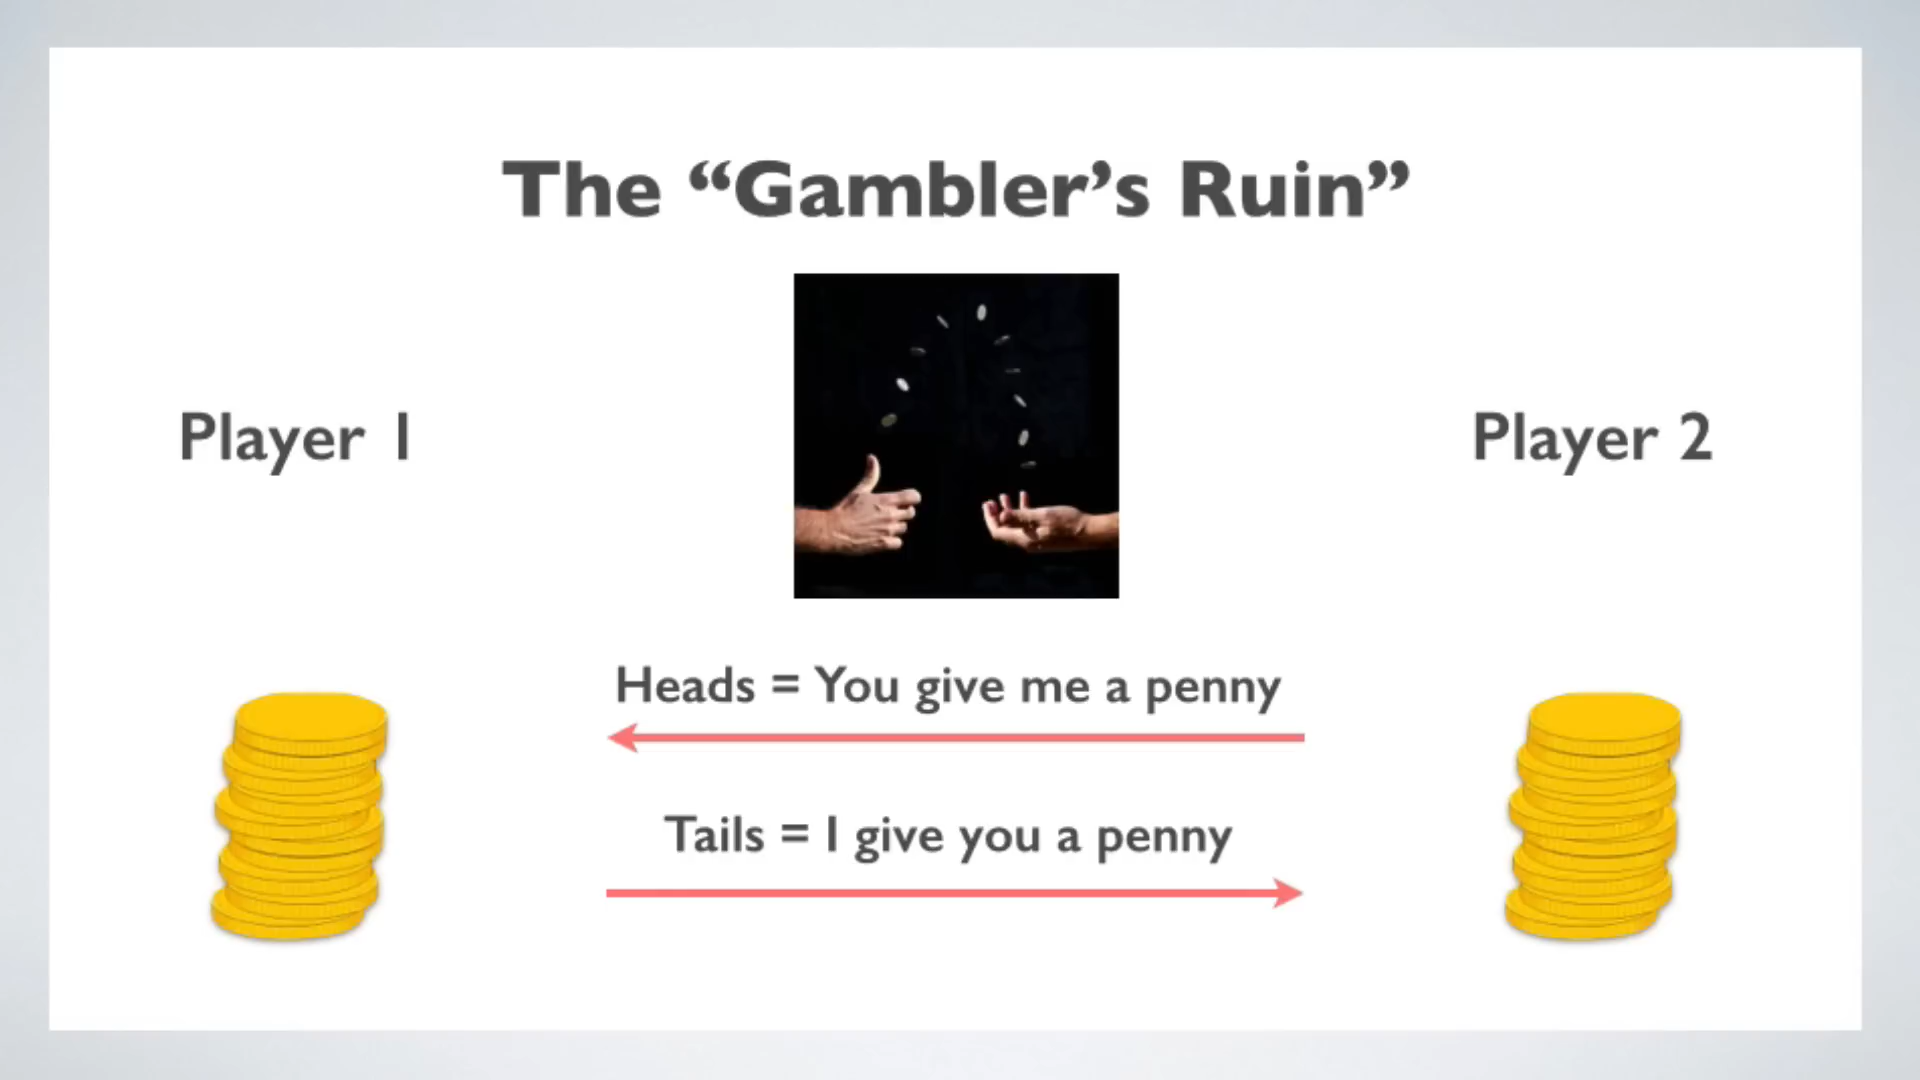 The “Gambler’s Ruin”
Player 1
Player 2
Heads = You give me a penny
Tails = I give you a penny